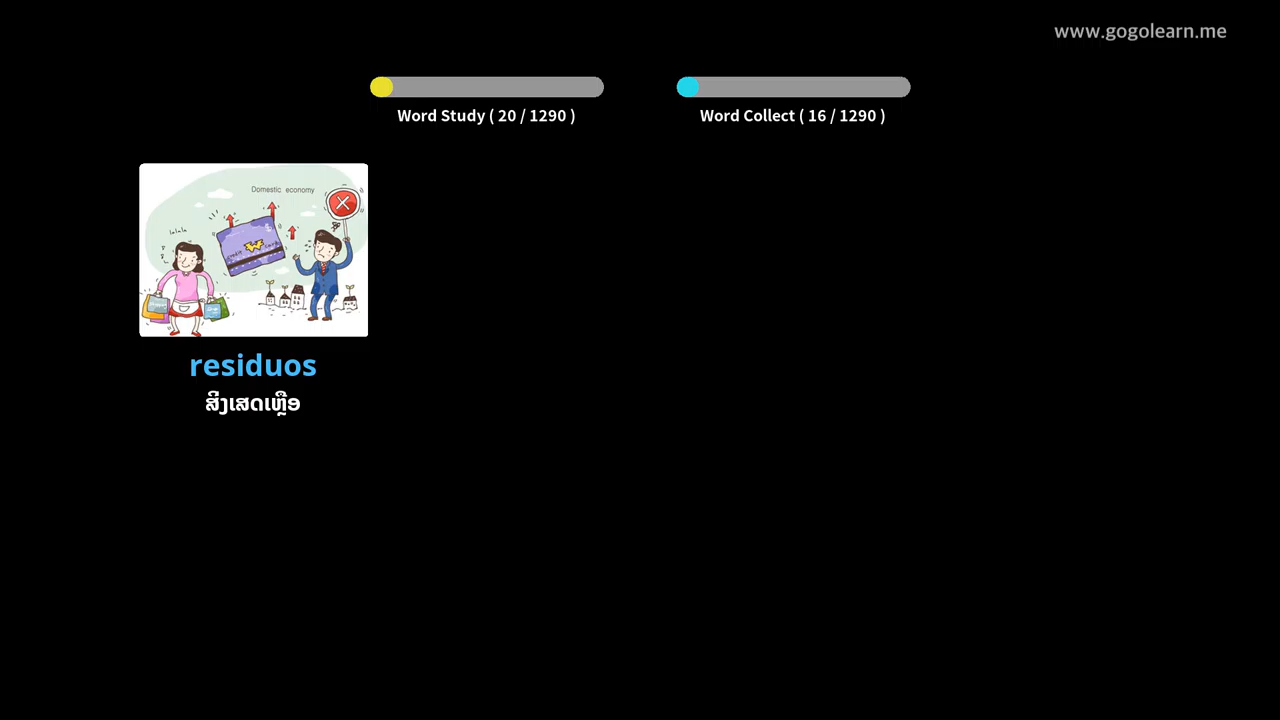 www.gogolearn.me
Word Study ( 20 / 1290 )
Word Collect ( 16 / 1290 )
Domestic economy
lalala
residuos
ສິ່ງເສດເຫຼືອ